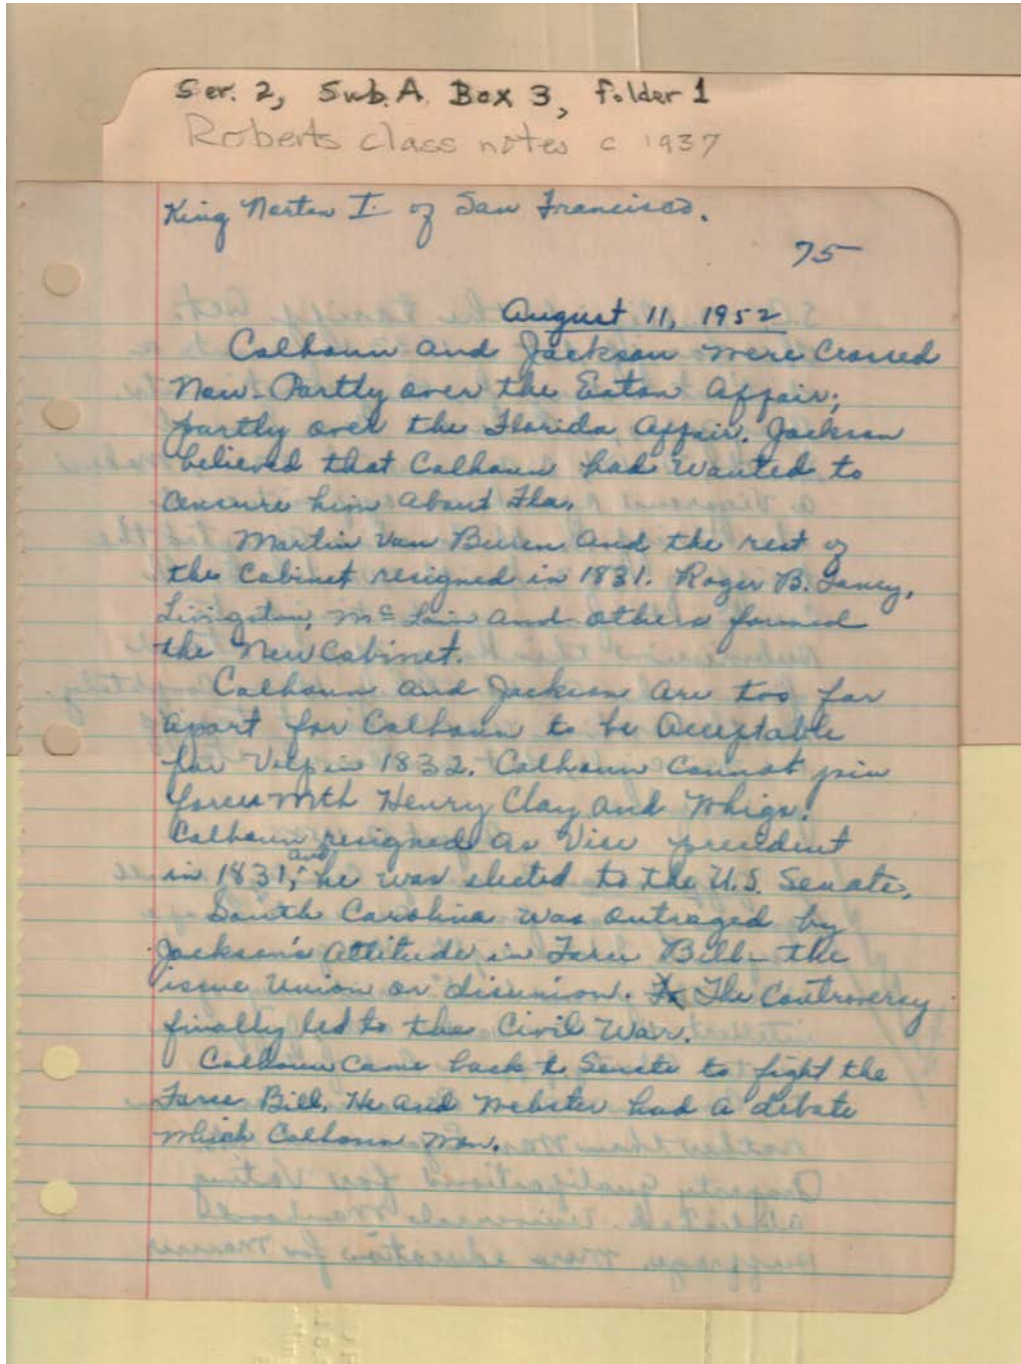 Ser. 2, Sub. A. Box 3, folder 1
Roberts class notes c 1937
King Norton I. of San Francisco.
75
August 11, 1952
Calhoun and Jackson were crossed
Now. Partly over the Eaton Affair;
partly over the Florida Affair. Jackson
believed that Calhoun had wanted to
censure him about Fla.
Martin Van Buren and the rest of
the Cabinet resigned in 1831. Roger B. Taney,
Livingston, Mc Lain and others formed
the New Cabinet.
Calhoun and Jackson are too far
apart for Calhoun to be Acceptable
for V. P. in 1832. Calhoun cannot join
forces with Henry Clay and Whigs.
Calhoun resigned as Vice president
in 1831, and he was elected to the U.S. Senate.
South Carolina was outraged by
Jackson's attitude in Force Bill - the
issue Union or disunion. The Controversy
finally led to the Civil War.
Calhoun came back to Senate to fight the
Force Bill. He and Webster had a debate
which Calhoun won.